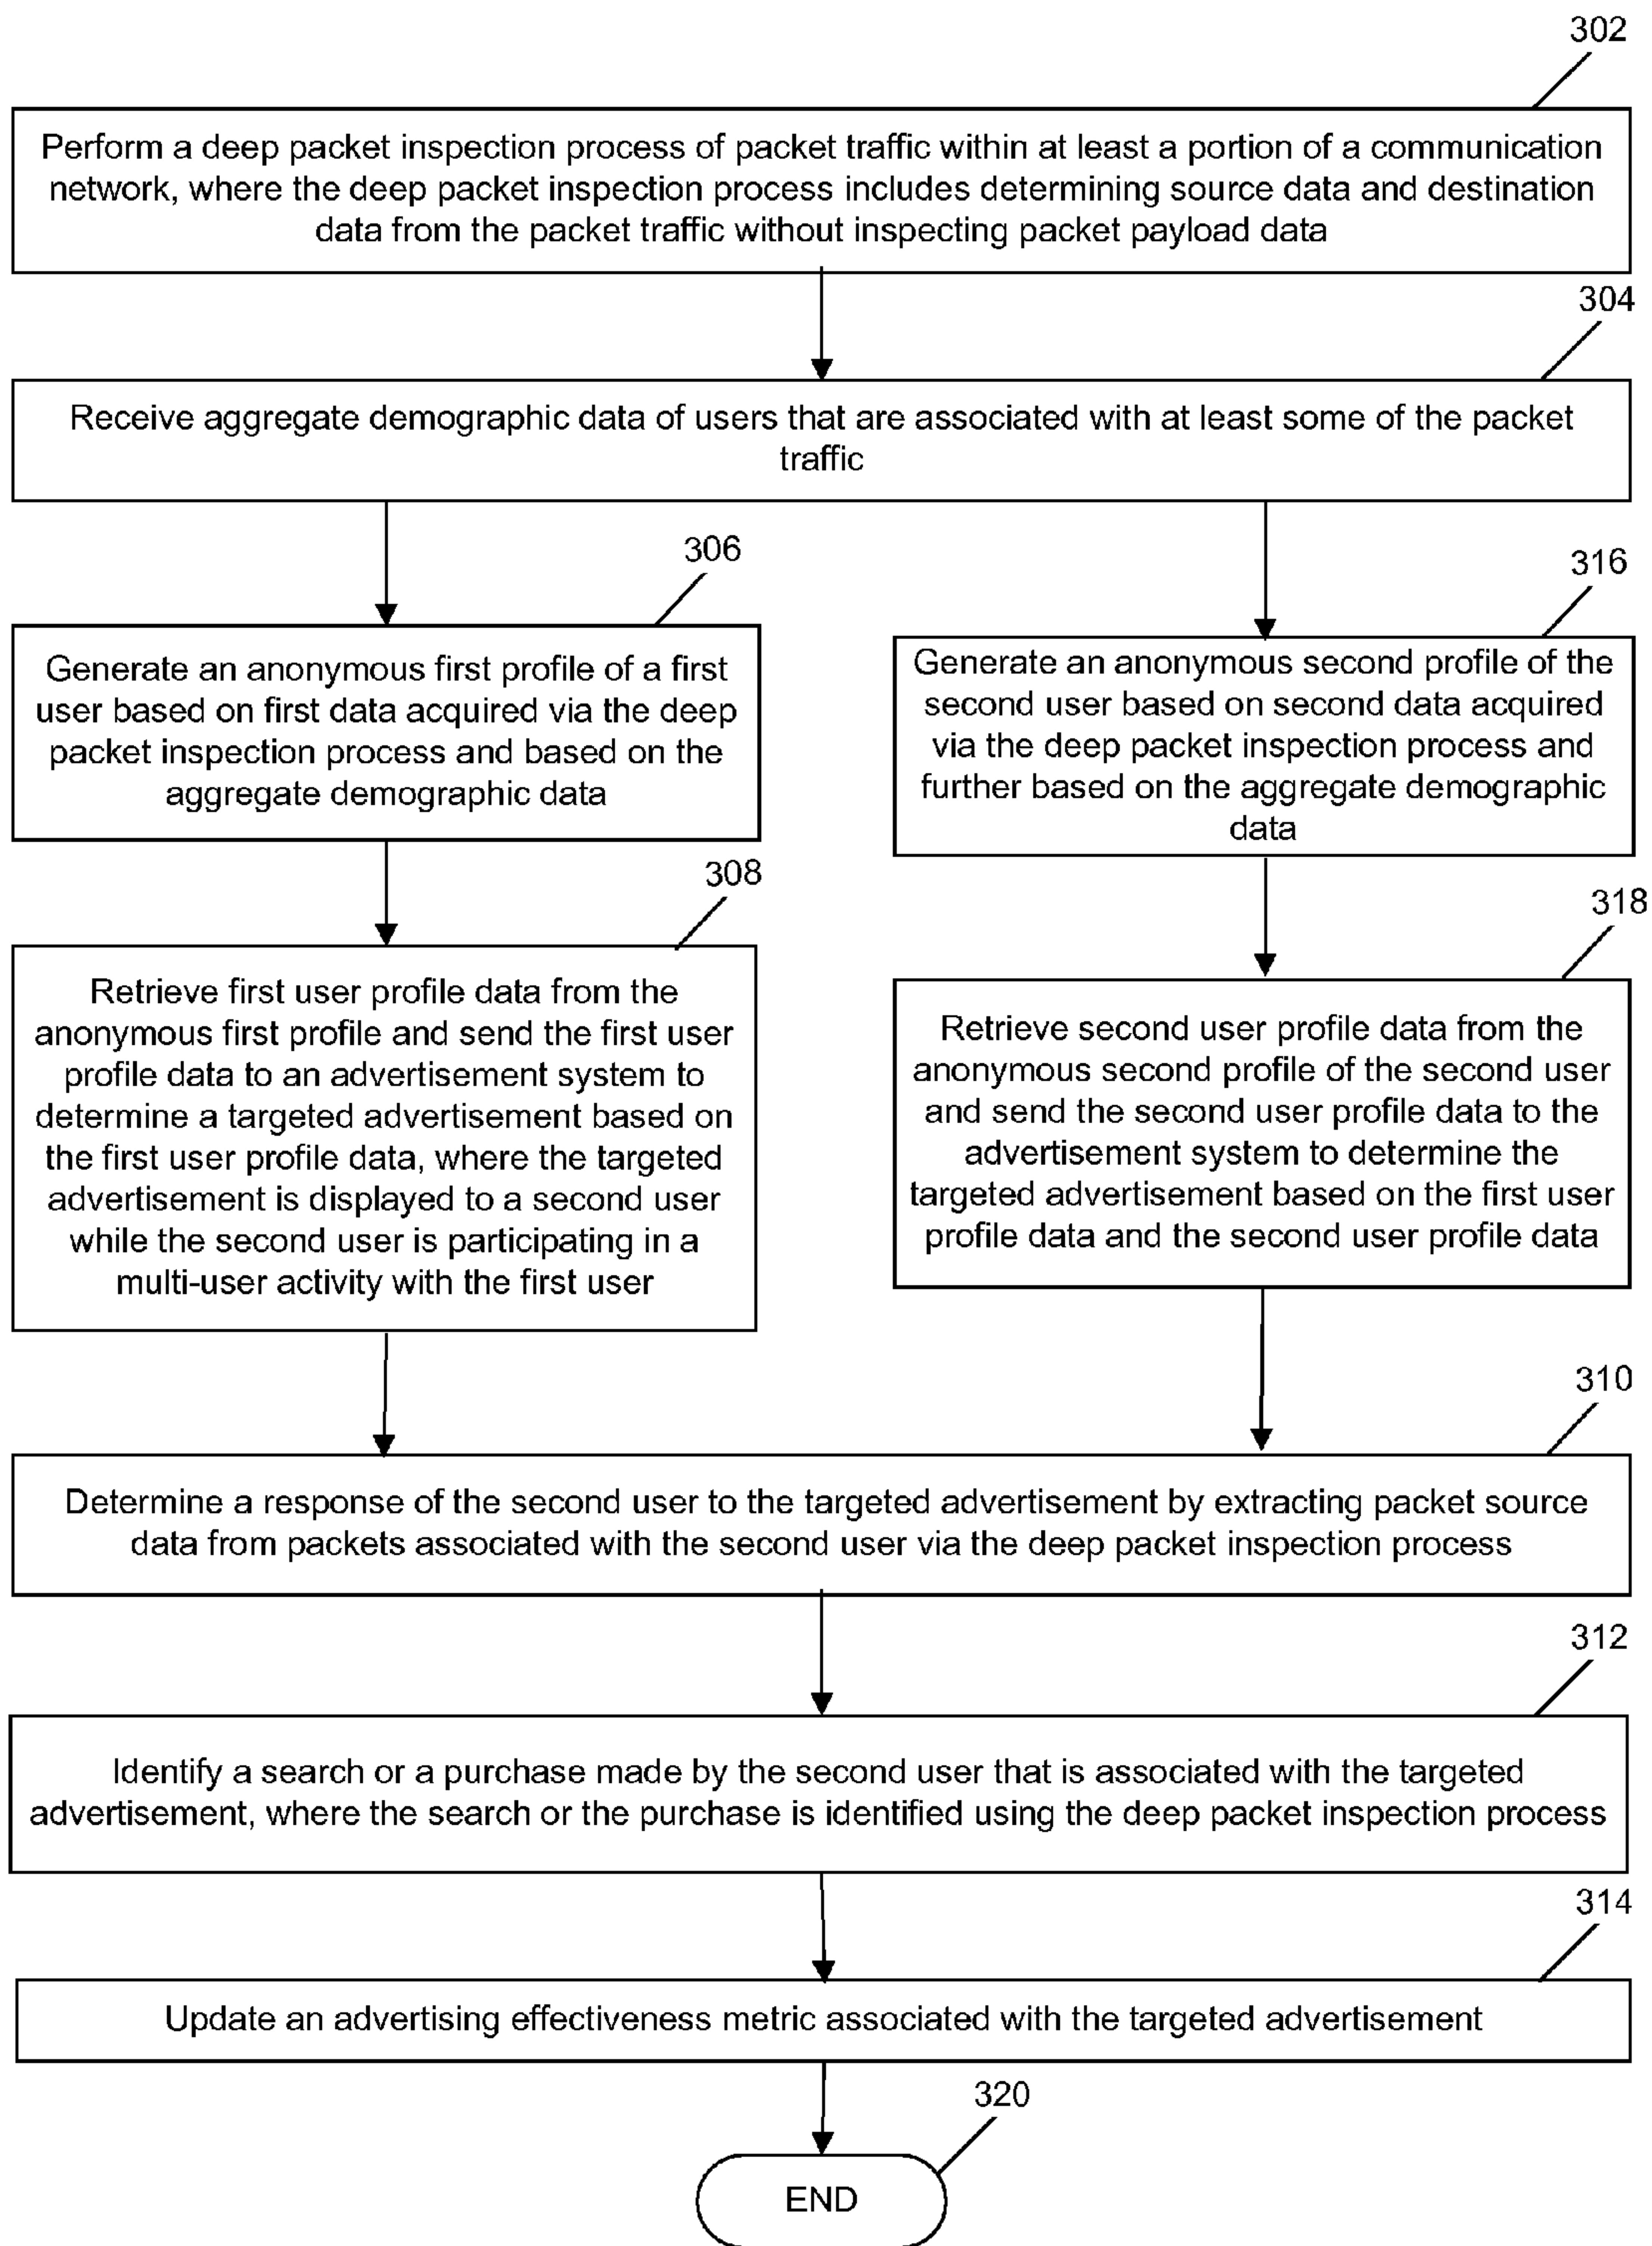 302
Perform a deep packet inspection process of packet traffic within at least a portion of a communication
network, where the deep packet inspection process includes determining source data and destination
data from the packet traffic without inspecting packet payload data
304
Receive aggregate demographic data of users that are associated with at least some of the packet
traffic
306
Generate an anonymous first profile of a first
user based on first data acquired via the deep
packet inspection process and based on the
aggregate demographic data
316
Generate an anonymous second profile of the
second user based on second data acquired
via the deep packet inspection process and
further based on the aggregate demographic
data
308
Retrieve first user profile data from the
anonymous first profile and send the first user
profile data to an advertisement system to
determine a targeted advertisement based on
the first user profile data, where the targeted
advertisement is displayed to a second user
while the second user is participating in a
multi-user activity with the first user
318
Retrieve second user profile data from the
anonymous second profile of the second user
and send the second user profile data to the
advertisement system to determine the
targeted advertisement based on the first user
profile data and the second user profile data
310
Determine a response of the second user to the targeted advertisement by extracting packet source
data from packets associated with the second user via the deep packet inspection process
312
Identify a search or a purchase made by the second user that is associated with the targeted
advertisement, where the search or the purchase is identified using the deep packet inspection process
314
Update an advertising effectiveness metric associated with the targeted advertisement
320
END